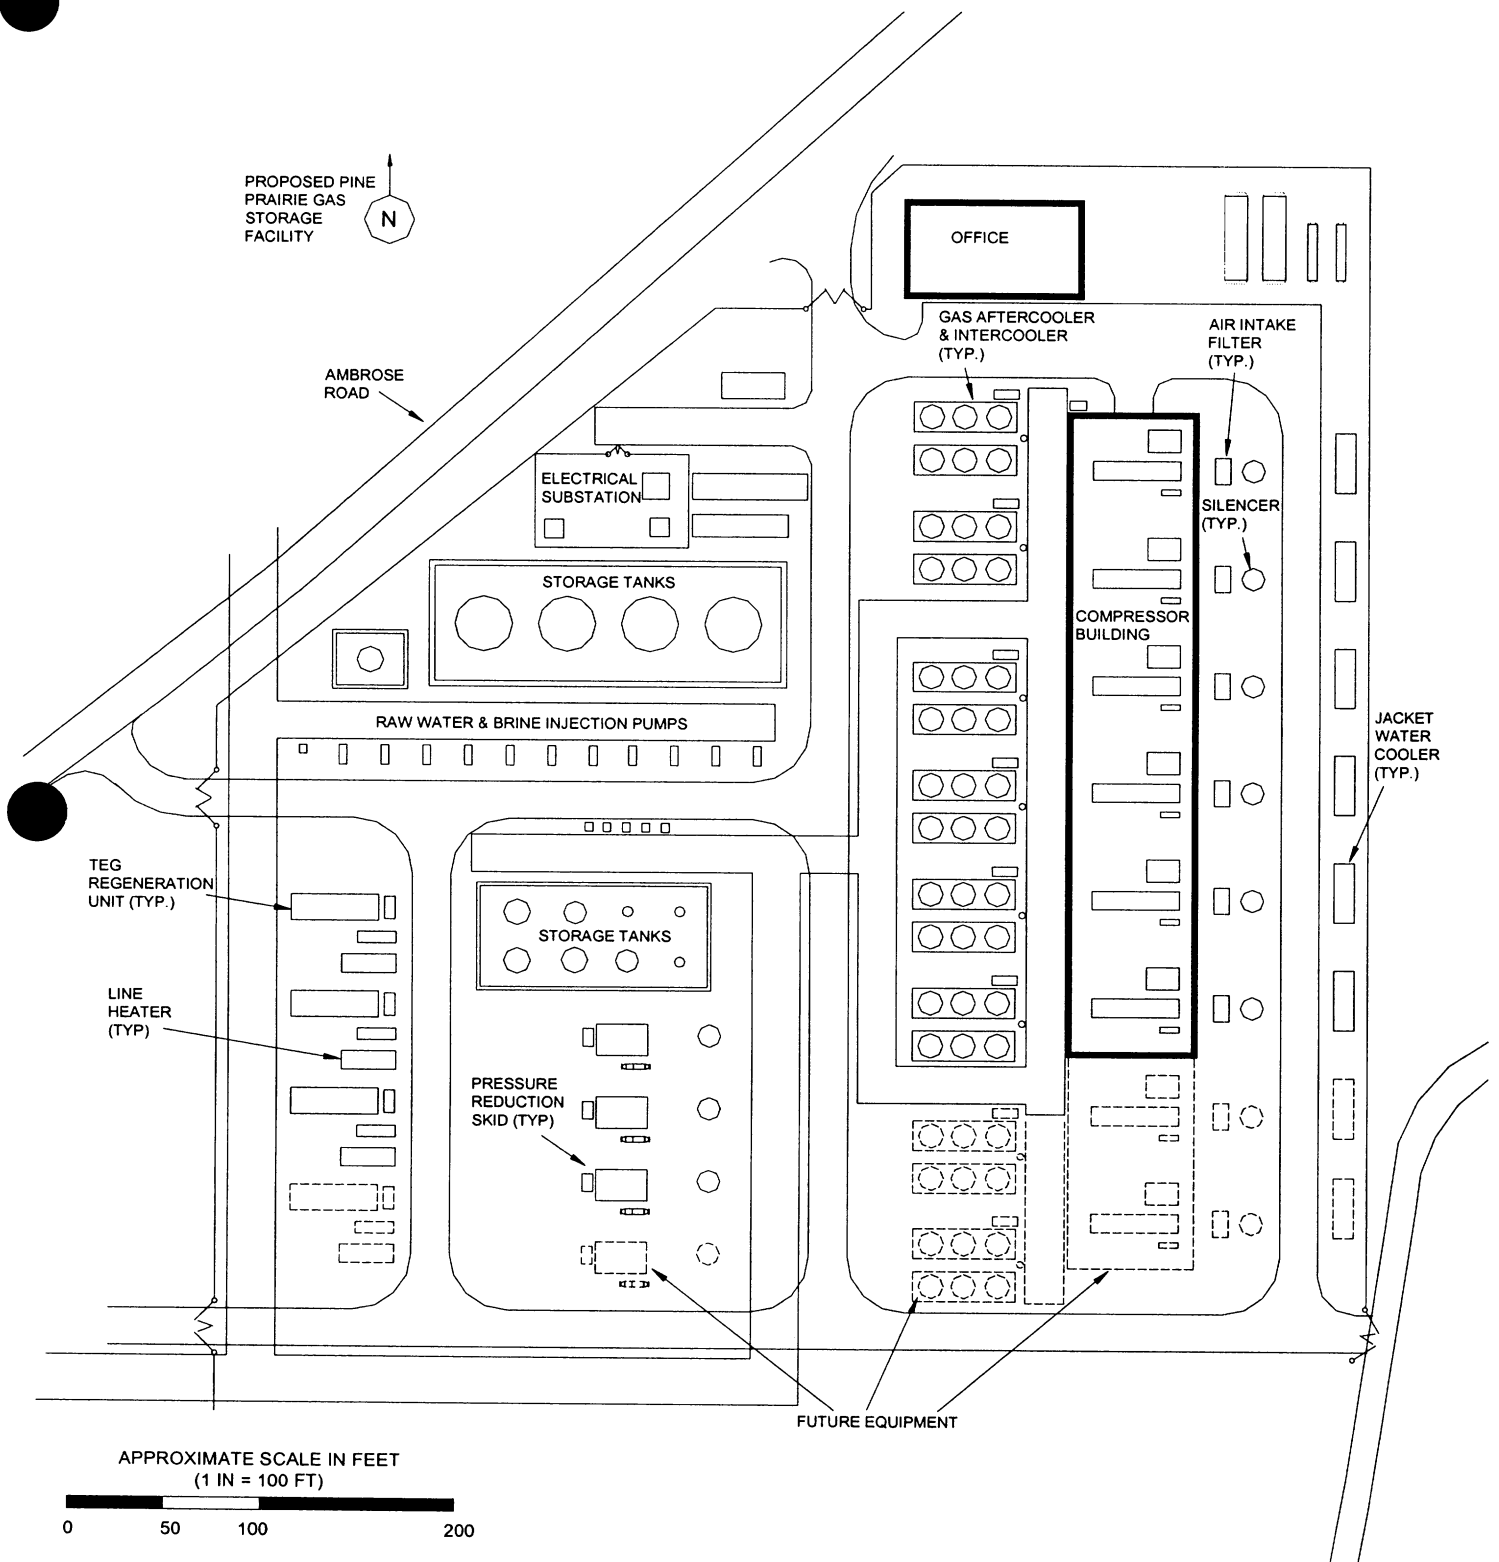 PROPOSED PINE
PRAIRIE GAS
STORAGE
FACILITY
N
OFFICE
GAS AFTERCOOLER
& INTERCOOLER
(TYP.)
AIR INTAKE
FILTER
(TYP.)
AMBROSE
ROAD
ELECTRICAL
SUBSTATION
SILENCER
(TYP.)
STORAGE TANKS
COMPRESSOR
BUILDING
RAW WATER & BRINE INJECTION PUMPS
JACKET
WATER
COOLER
(TYP.)
TEG
REGENERATION
UNIT (TYP.)
STORAGE TANKS
LINE
HEATER
(TYP)
PRESSURE
REDUCTION
SKID (TYP)
FUTURE EQUIPMENT
APPROXIMATE SCALE IN FEET
(1 IN = 100 FT)
0 50 100 200